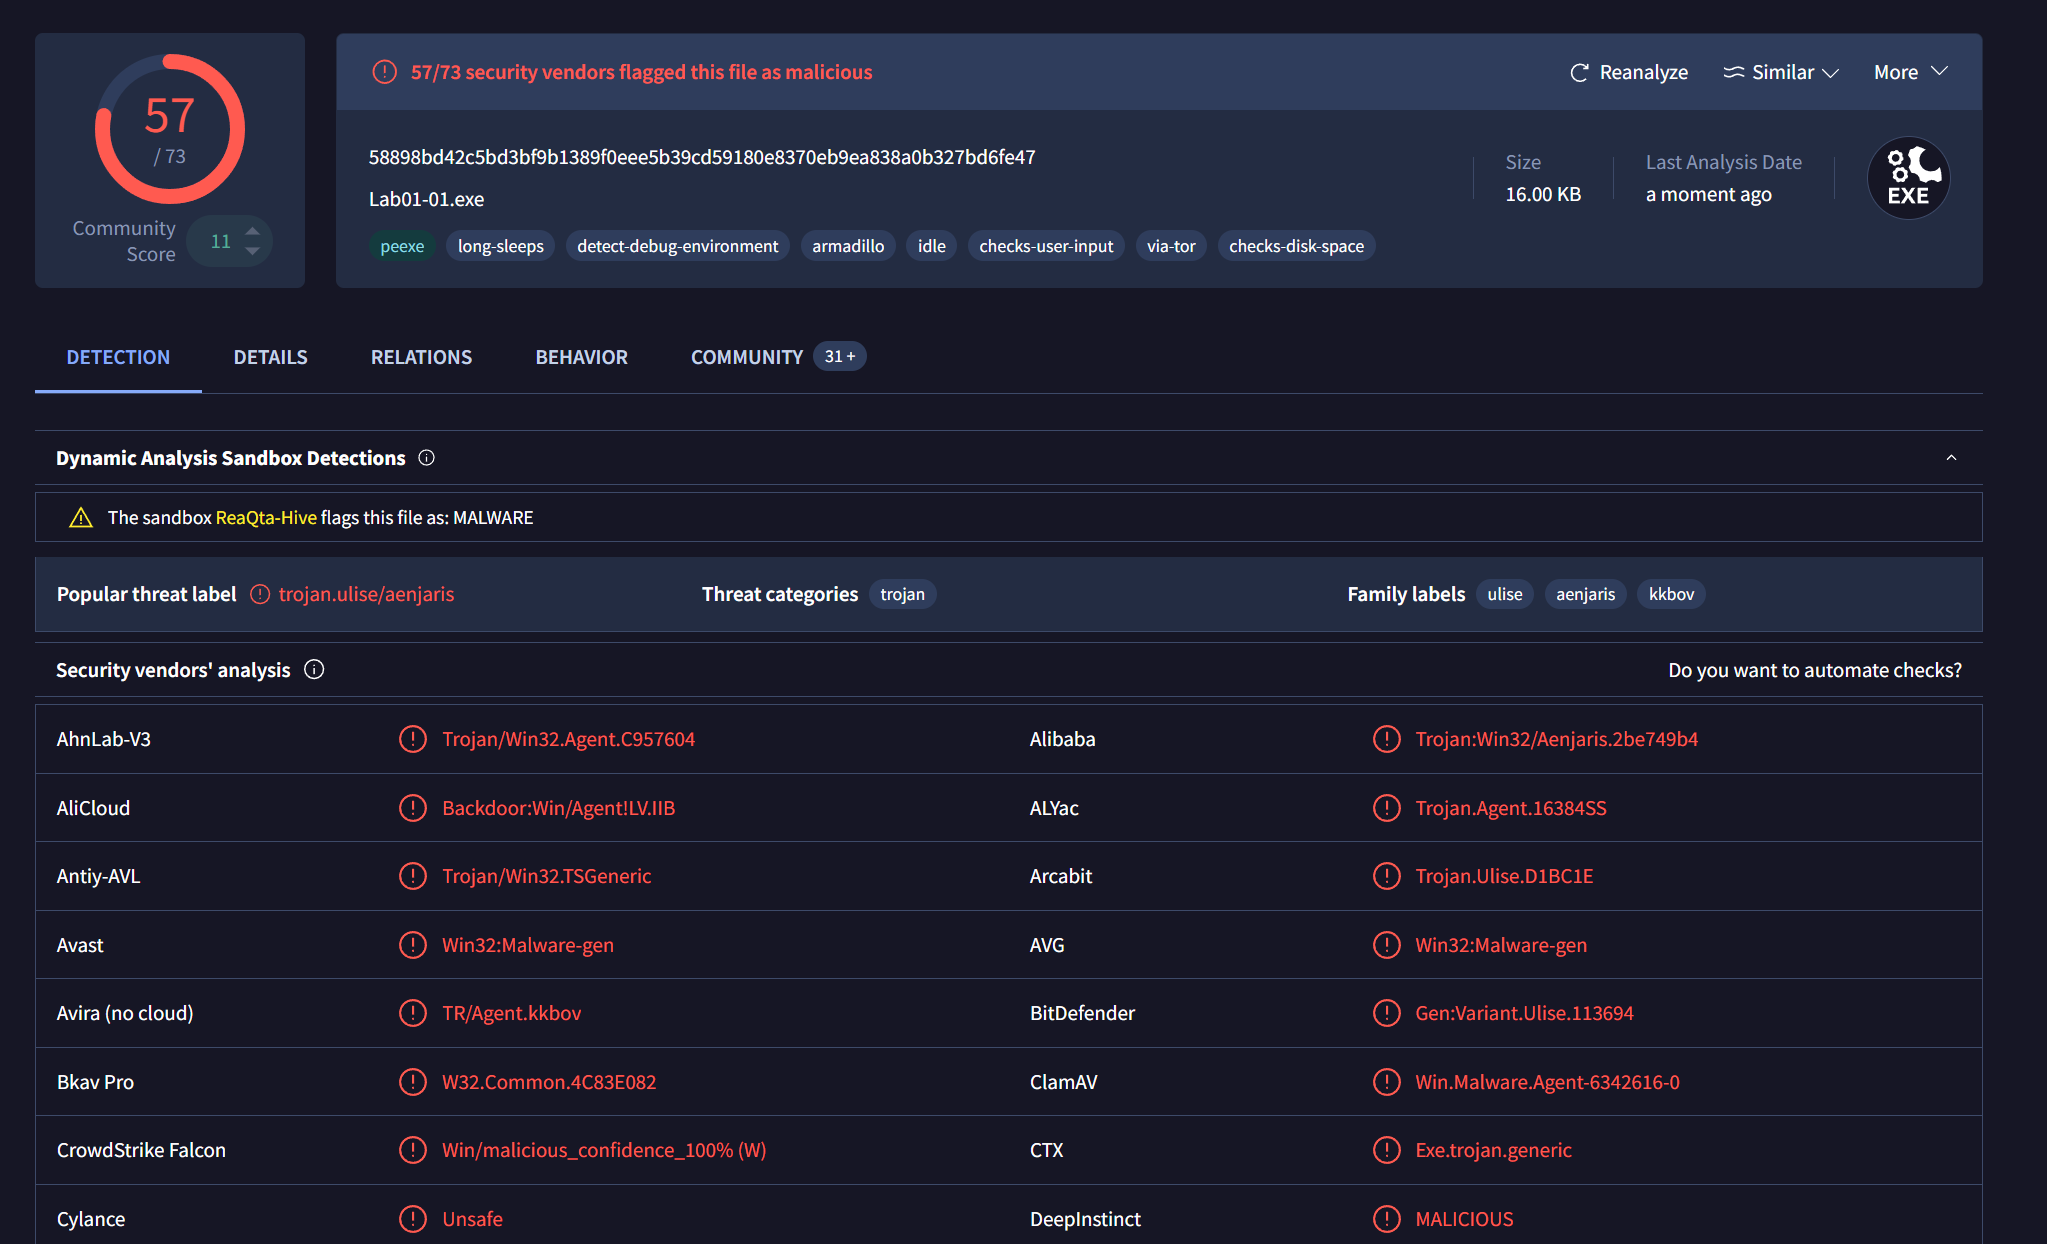 57
/ 73
Community Score
11
57/73 security vendors flagged this file as malicious
Reanalyze
Similar
More
58898bd42c5bd3bf9b1389f0eee5b39cd59180e8370eb9ea838a0b327bd6fe47
Lab01-01.exe
Size
16.00 KB
Last Analysis Date
a moment ago
EXE
peexe long-sleeps detect-debug-environment armadillo idle checks-user-input via-tor checks-disk-space
DETECTION DETAILS RELATIONS BEHAVIOR COMMUNITY 31+
Dynamic Analysis Sandbox Detections
The sandbox ReaQta-Hive flags this file as: MALWARE
Popular threat label trojan.ulise/aenjaris Threat categories trojan Family labels ulise aenjaris kkbov
Security vendors' analysis Do you want to automate checks?
AhnLab-V3 Trojan/Win32.Agent.C957604 Alibaba Trojan:Win32/Aenjaris.2be749b4
AliCloud Backdoor:Win/Agent!LV.IIB ALYac Trojan.Agent.16384SS
Antiy-AVL Trojan/Win32.TSGeneric Arcabit Trojan.Ulise.D1BC1E
Avast Win32:Malware-gen AVG Win32:Malware-gen
Avira (no cloud) TR/Agent.kkbov BitDefender Gen:Variant.Ulise.113694
Bkav Pro W32.Common.4C83E082 ClamAV Win.Malware.Agent-6342616-0
CrowdStrike Falcon Win/malicious_confidence_100% (W) CTX Exe.trojan.generic
Cylance Unsafe DeepInstinct MALICIOUS